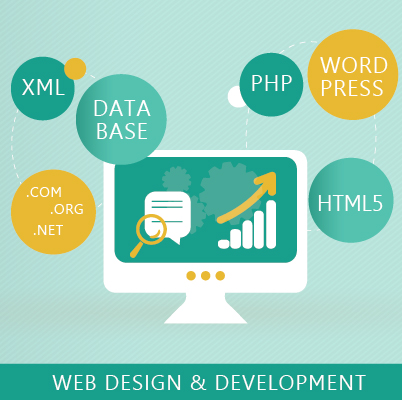 XML
DATA
BASE
PHP
WORD
PRESS
.COM
.ORG
.NET
HTML5
WEB DESIGN & DEVELOPMENT